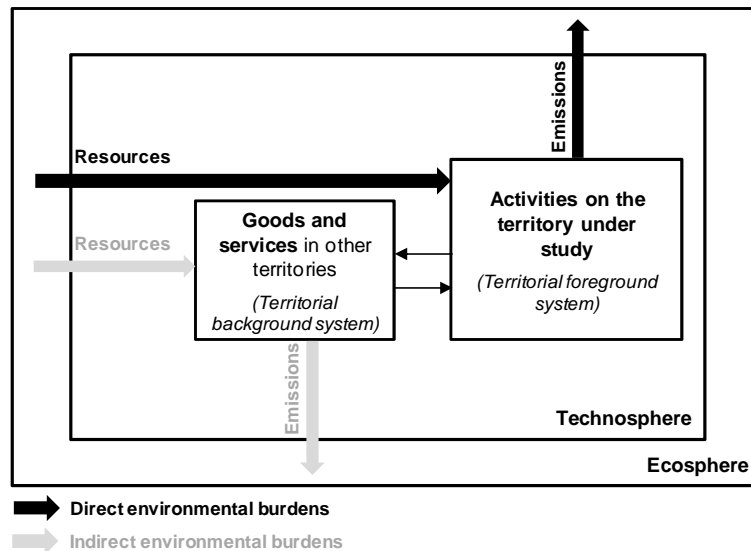 Emissions
Resources
Activities on the
territory under
study
(Territorial foreground
system)
Goods and
services in other
territories
(Territorial
background system)
Resources
Emissions
Technosphere
Ecosphere
Direct environmental burdens
Indirect environmental burdens